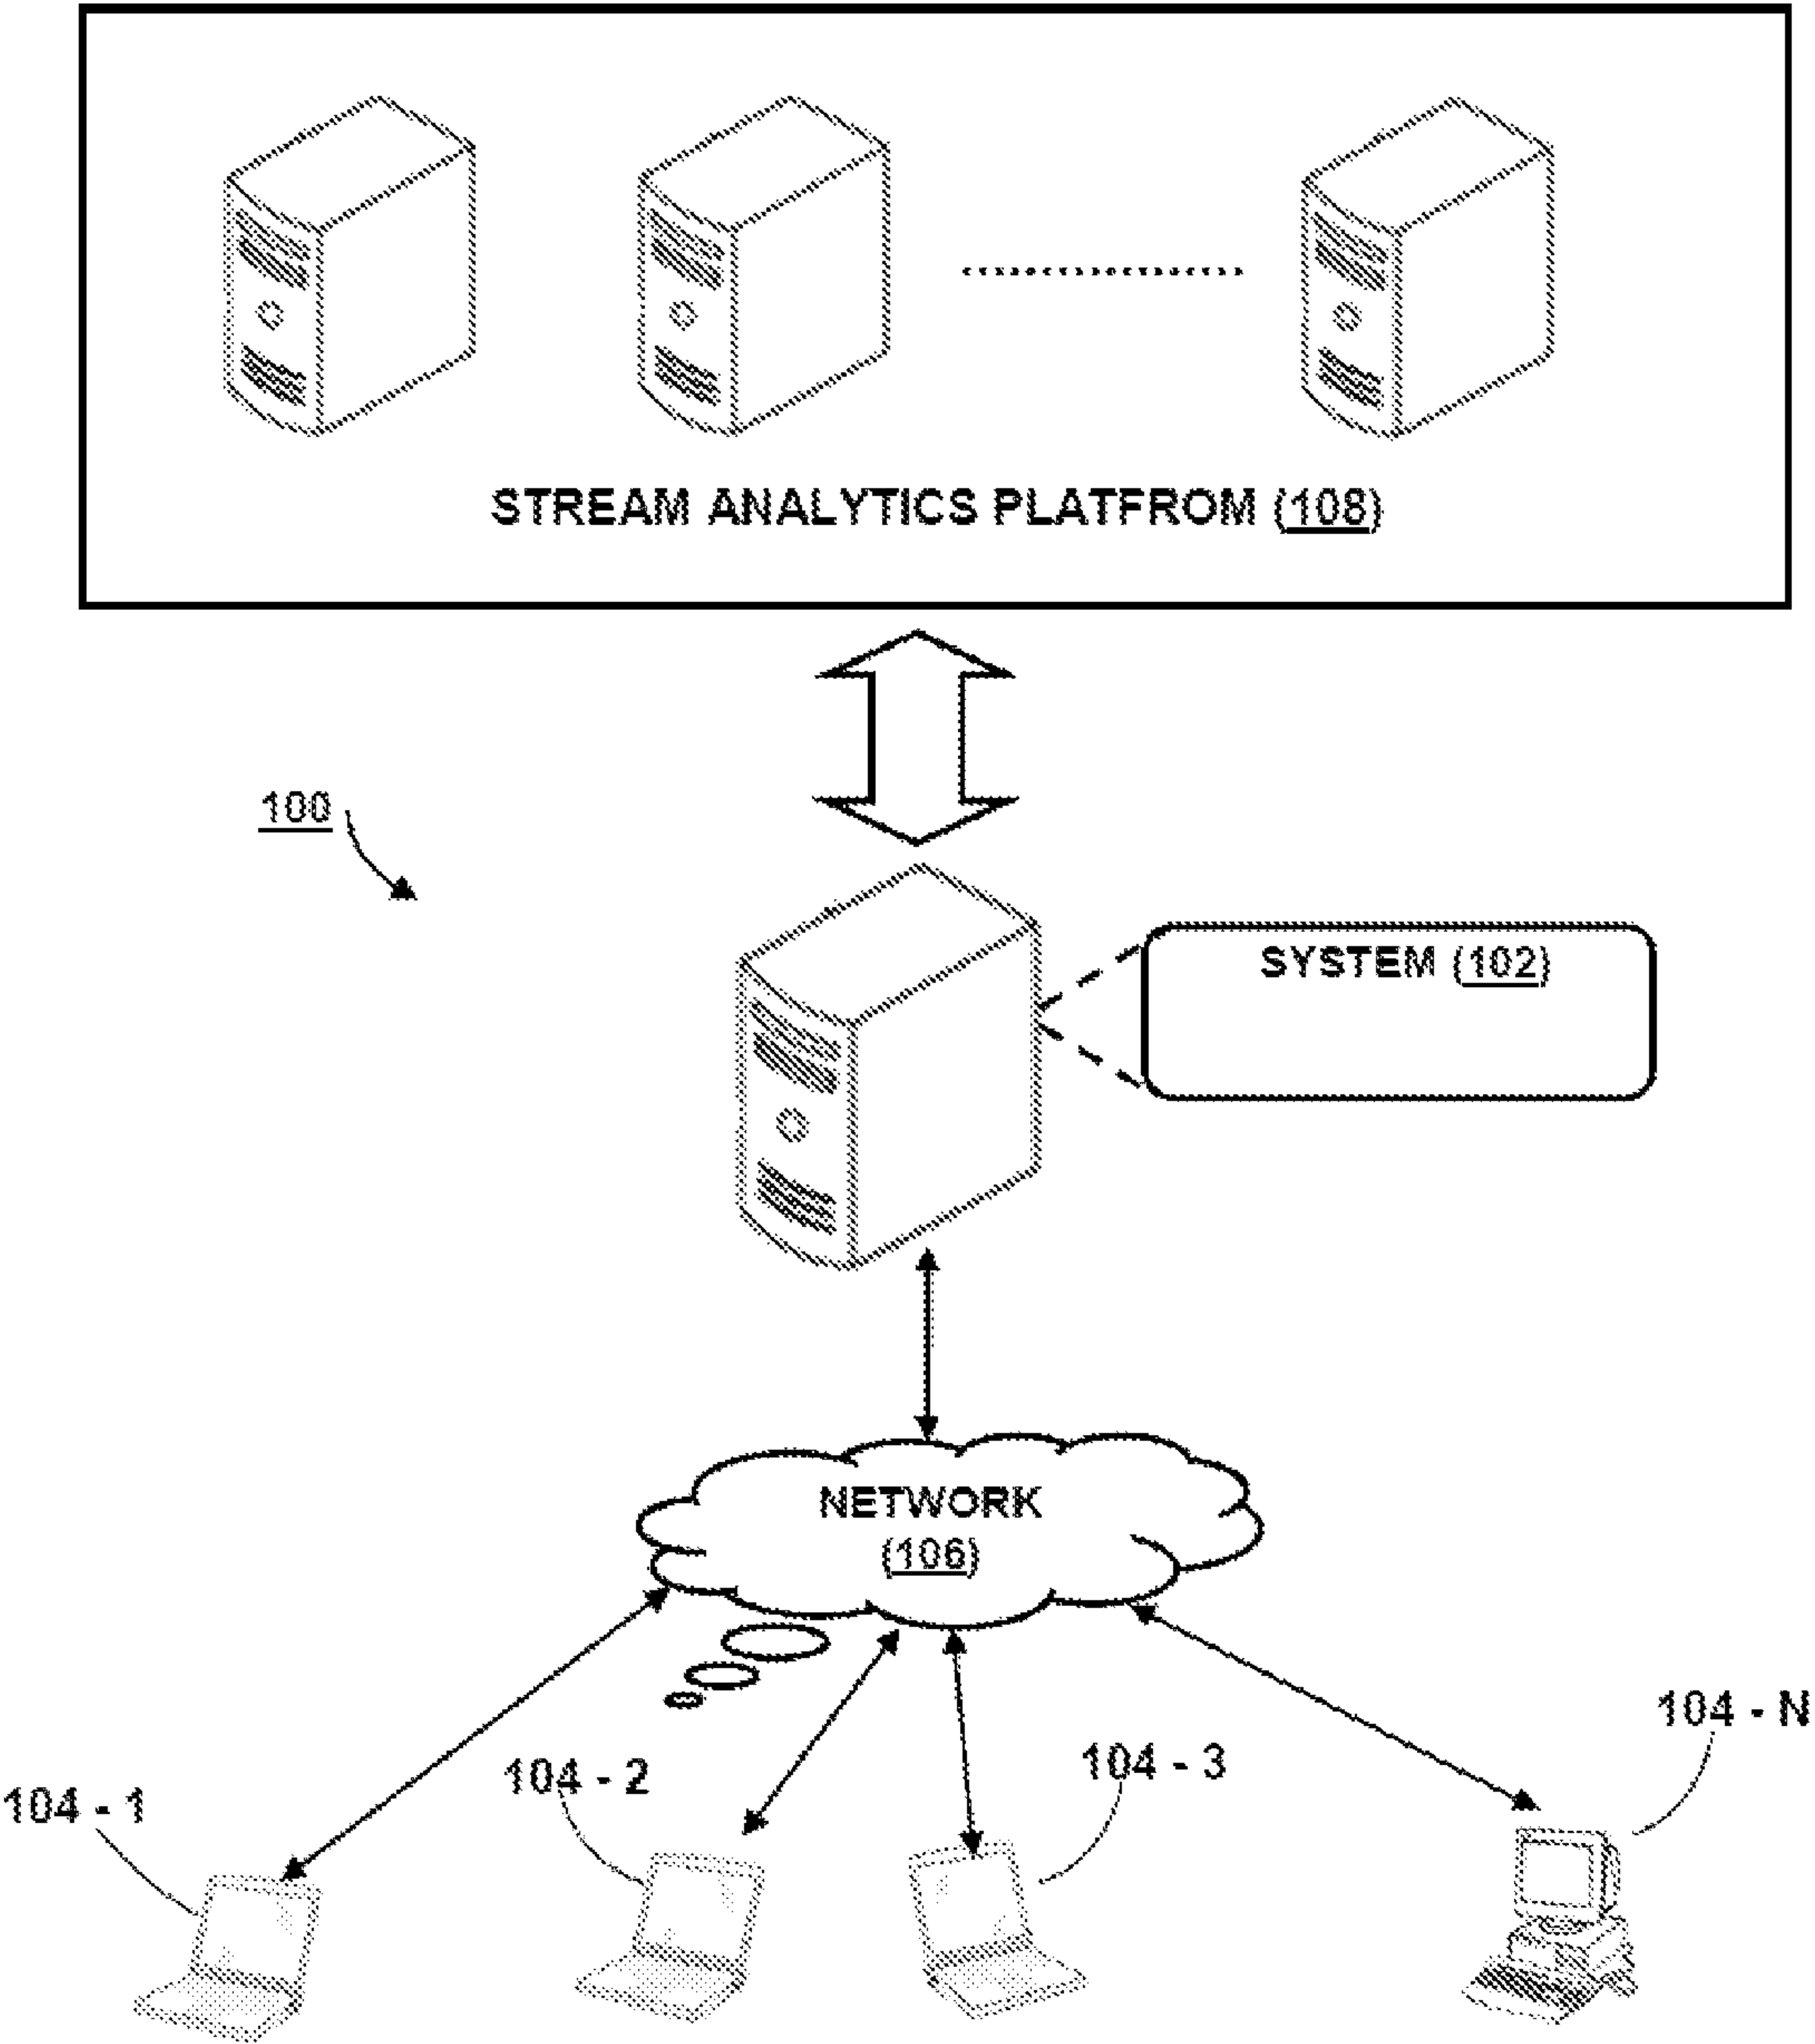 STREAM ANALYTICS PLATFROM (108)
100
SYSTEM (102)
NETWORK
(106)
104 - N
104 - 3
104 - 2
104 - 1